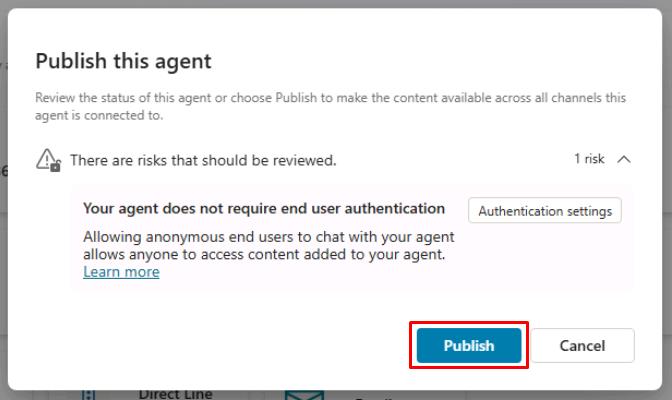 Publish this agent
Review the status of this agent or choose Publish to make the content available across all channels this
agent is connected to.
There are risks that should be reviewed.
1 risk
Your agent does not require end user authentication
Authentication settings
Allowing anonymous end users to chat with your agent
allows anyone to access content added to your agent.
Learn more
Publish
Cancel
Direct Line